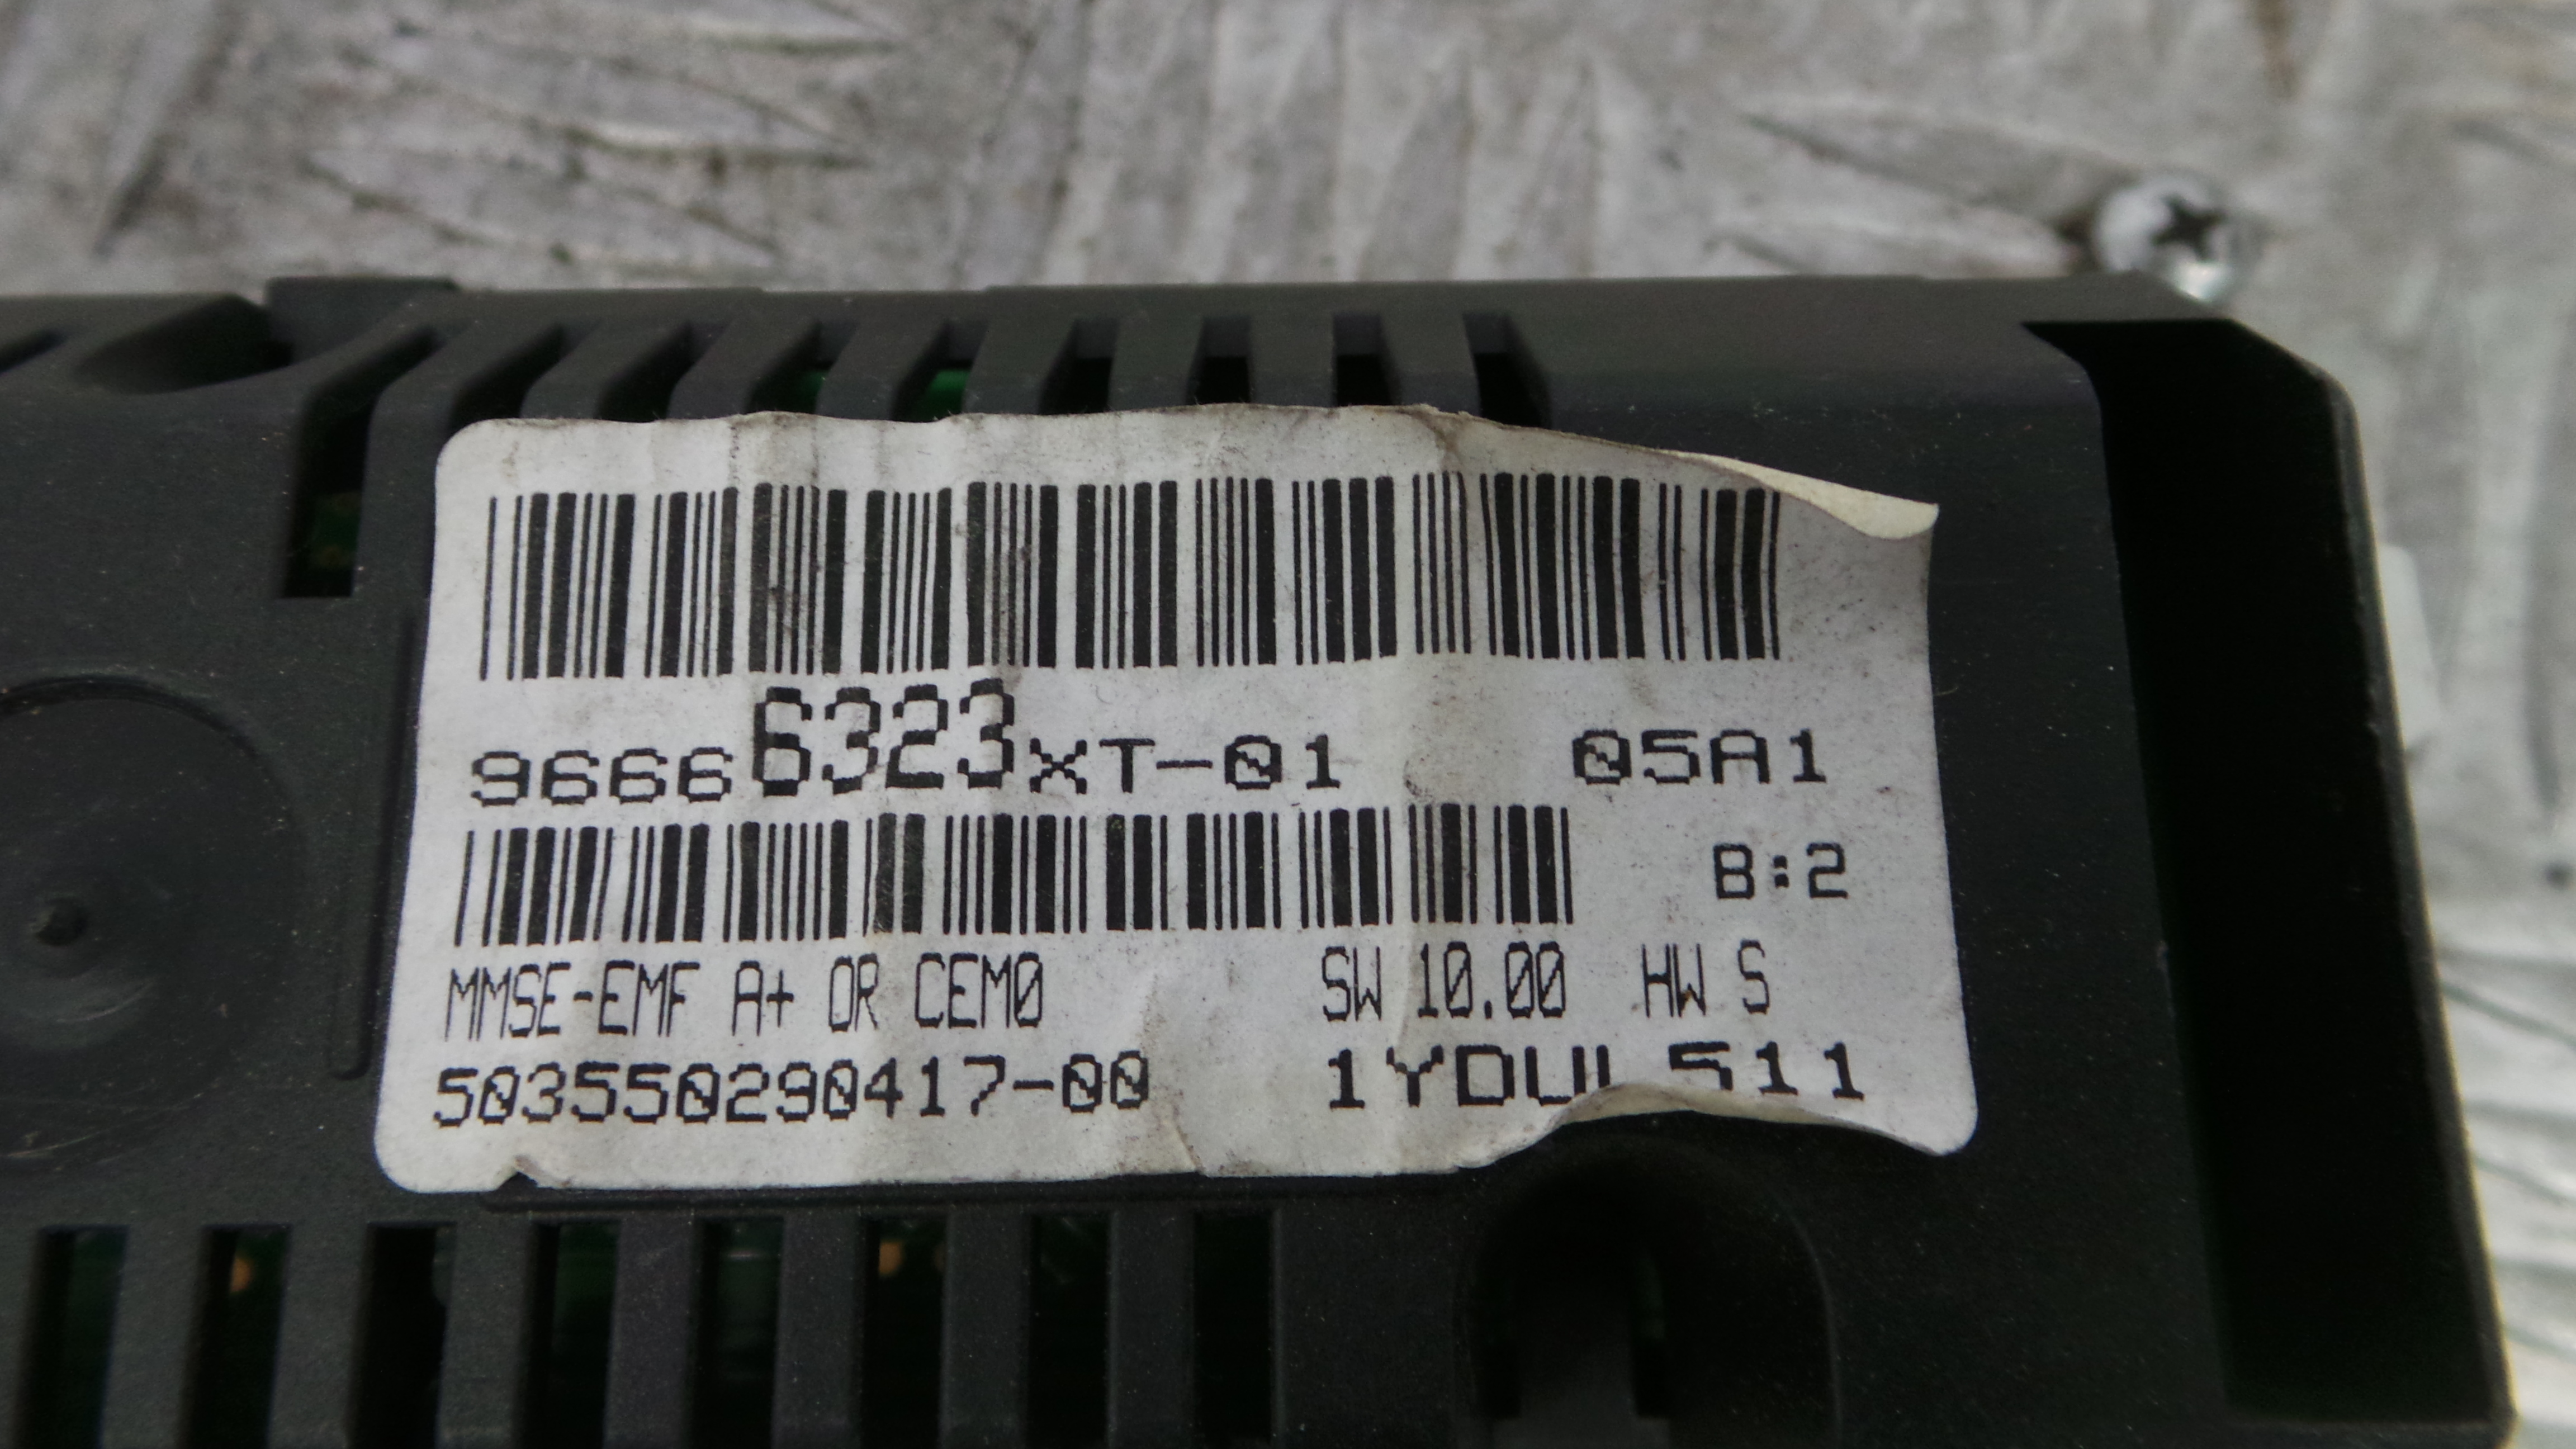 96666323XT-01 05A1
B:2
MMSE-EMF A+ OR CEM0 SW 10.00 HW S
503550290417-00